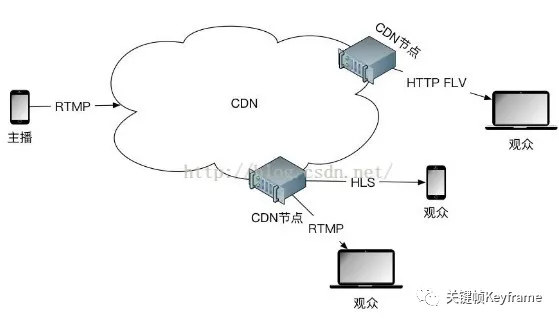 CDN节点
HTTP FLV
观众
RTMP
主播
CDN
http://blog.csdn.net/
HLS
观众
CDN节点
RTMP
观众
关键帧Keyframe